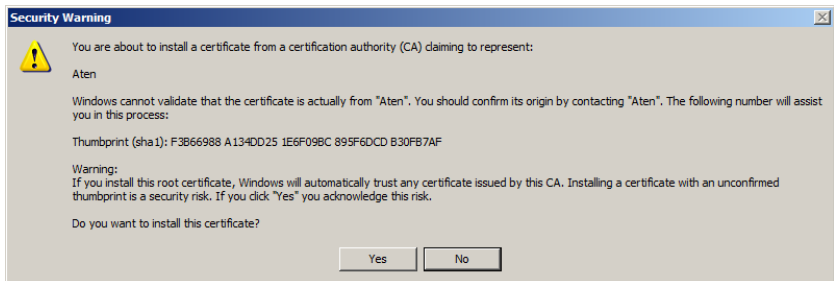 Security Warning
You are about to install a certificate from a certification authority (CA) claiming to represent:
Aten
Windows cannot validate that the certificate is actually from "Aten". You should confirm its origin by contacting "Aten". The following number will assist
you in this process:
Thumbprint (sha1): F3B66988 A134DD25 1E6F09BC 895F6DCD B30FB7AF
Warning:
If you install this root certificate, Windows will automatically trust any certificate issued by this CA. Installing a certificate with an unconfirmed
thumbprint is a security risk. If you click "Yes" you acknowledge this risk.
Do you want to install this certificate?
Yes
No